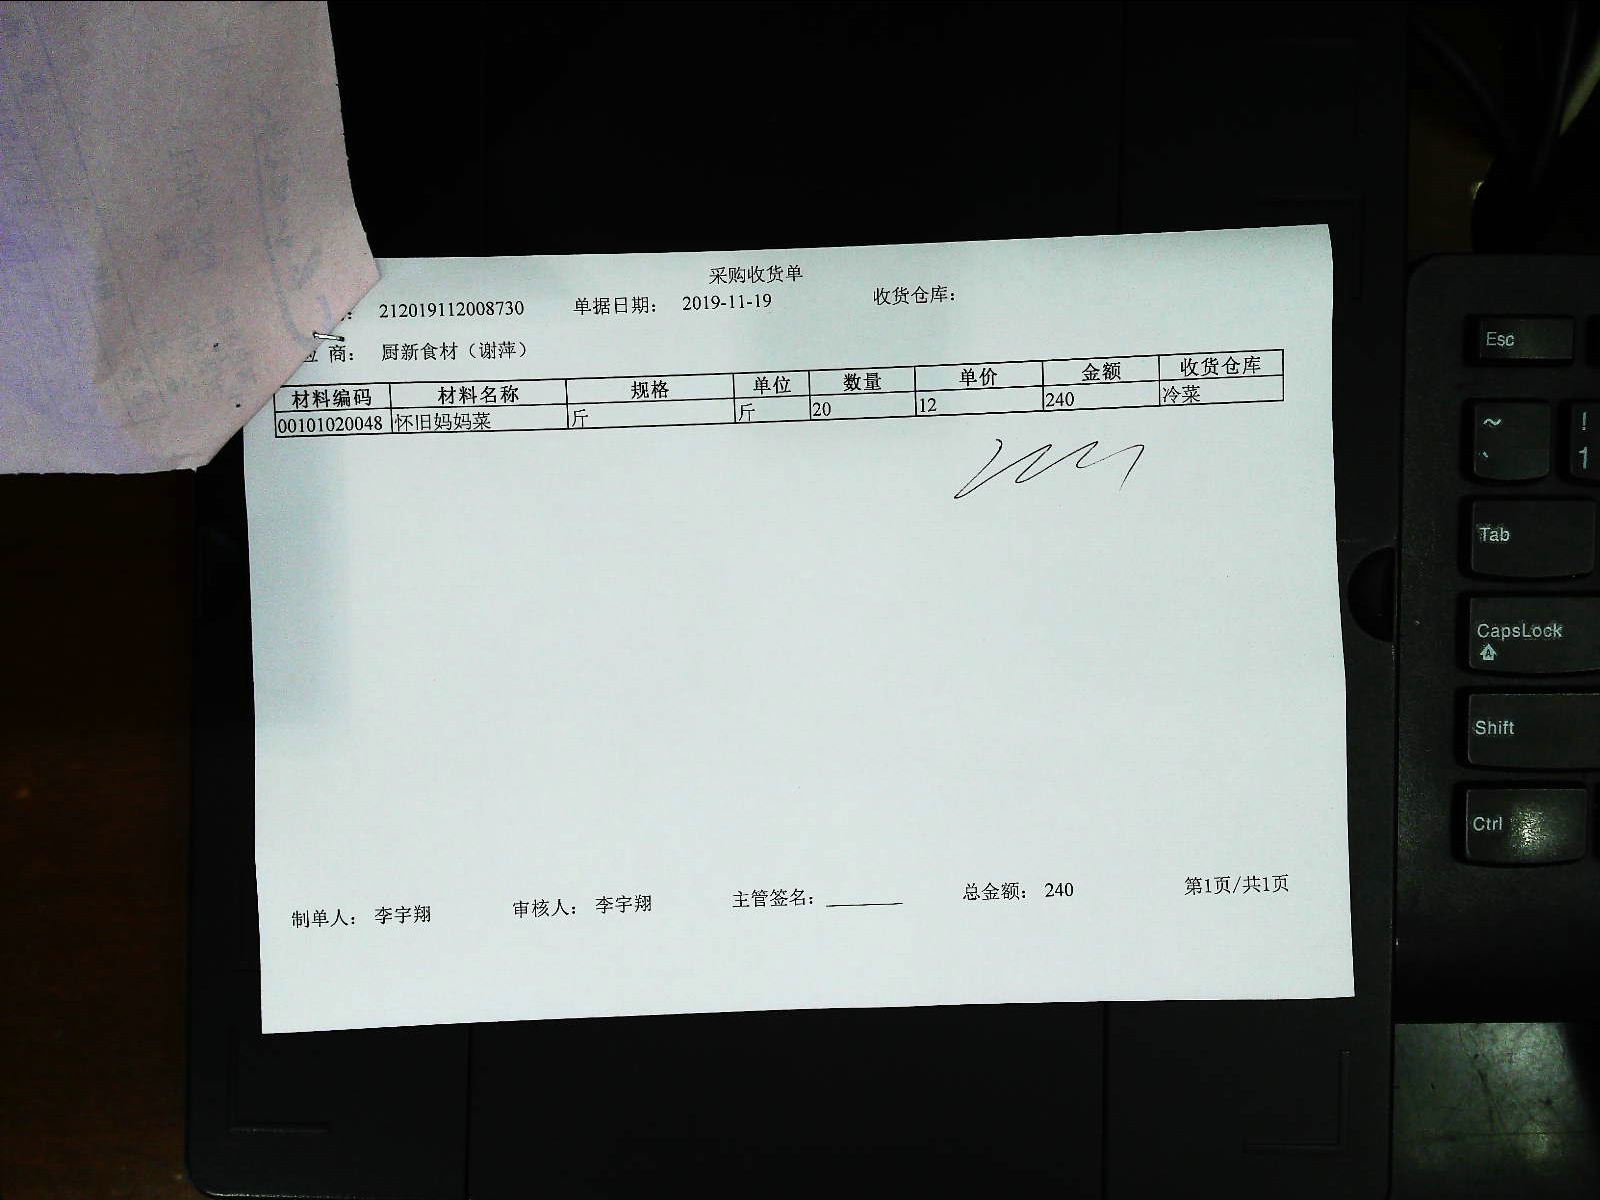 采购收货单
: 212019112008730 单据日期: 2019-11-19 收货仓库:
商: 厨新食材（谢萍）
材料编码 材料名称 规格 单位 数量 单价 金额 收货仓库
00101020048 怀旧妈妈菜 斤 斤 20 12 240 冷菜
制单人: 李宇翔 审核人: 李宇翔 主管签名: 总金额: 240 第1页/共1页
Esc
~ !
` 1
Tab
CapsLock
A
Shift
Ctrl